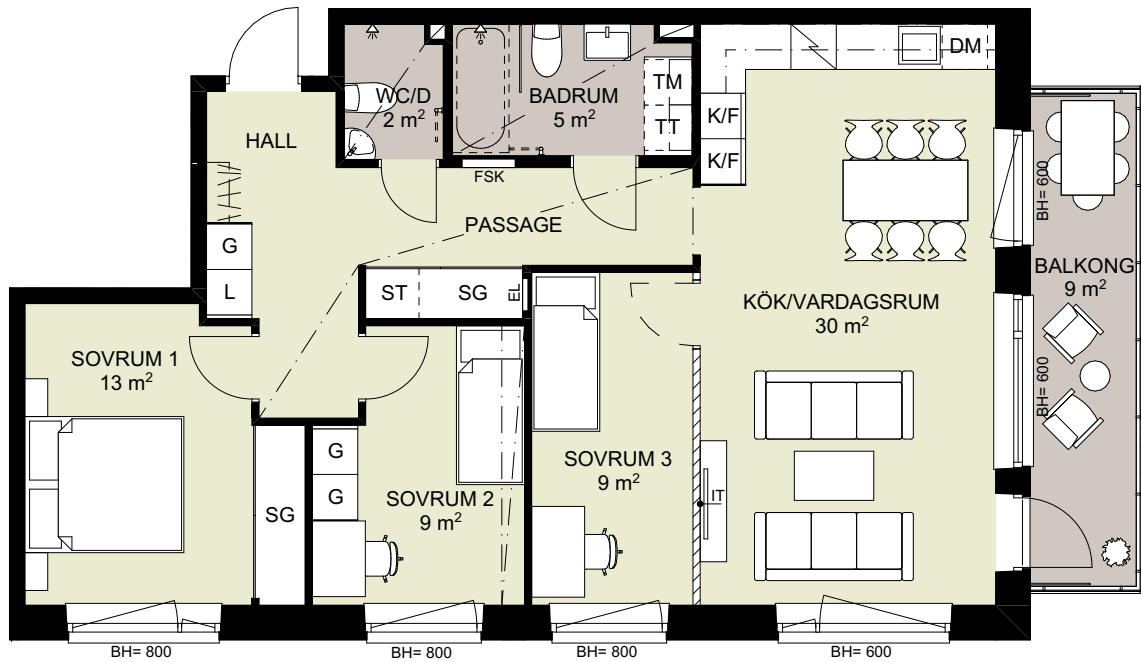 WC/D
2 m²
BADRUM
5 m²
TM
TT
DM
K/F
K/F
HALL
FSK
PASSAGE
G
L
ST
SG
EL
BH= 600
BALKONG
9 m²
KÖK/VARDAGSRUM
30 m²
SOVRUM 1
13 m²
BH= 600
G
G
SG
SOVRUM 2
9 m²
SOVRUM 3
9 m²
IT
BH= 800
BH= 800
BH= 800
BH= 600